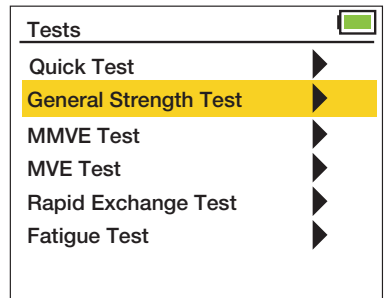 Tests
Quick Test
General Strength Test
MMVE Test
MVE Test
Rapid Exchange Test
Fatigue Test